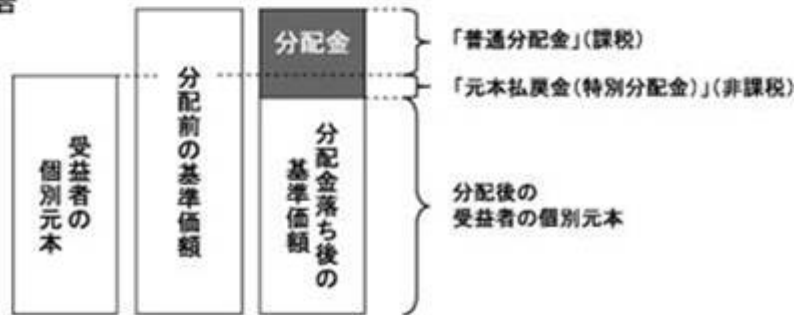 受益者の
個別元本
分配前の基準価額
分配金
分配金落ち後の
基準価額
「普通分配金」(課税)
「元本払戻金(特別分配金)」(非課税)
分配後の
受益者の個別元本